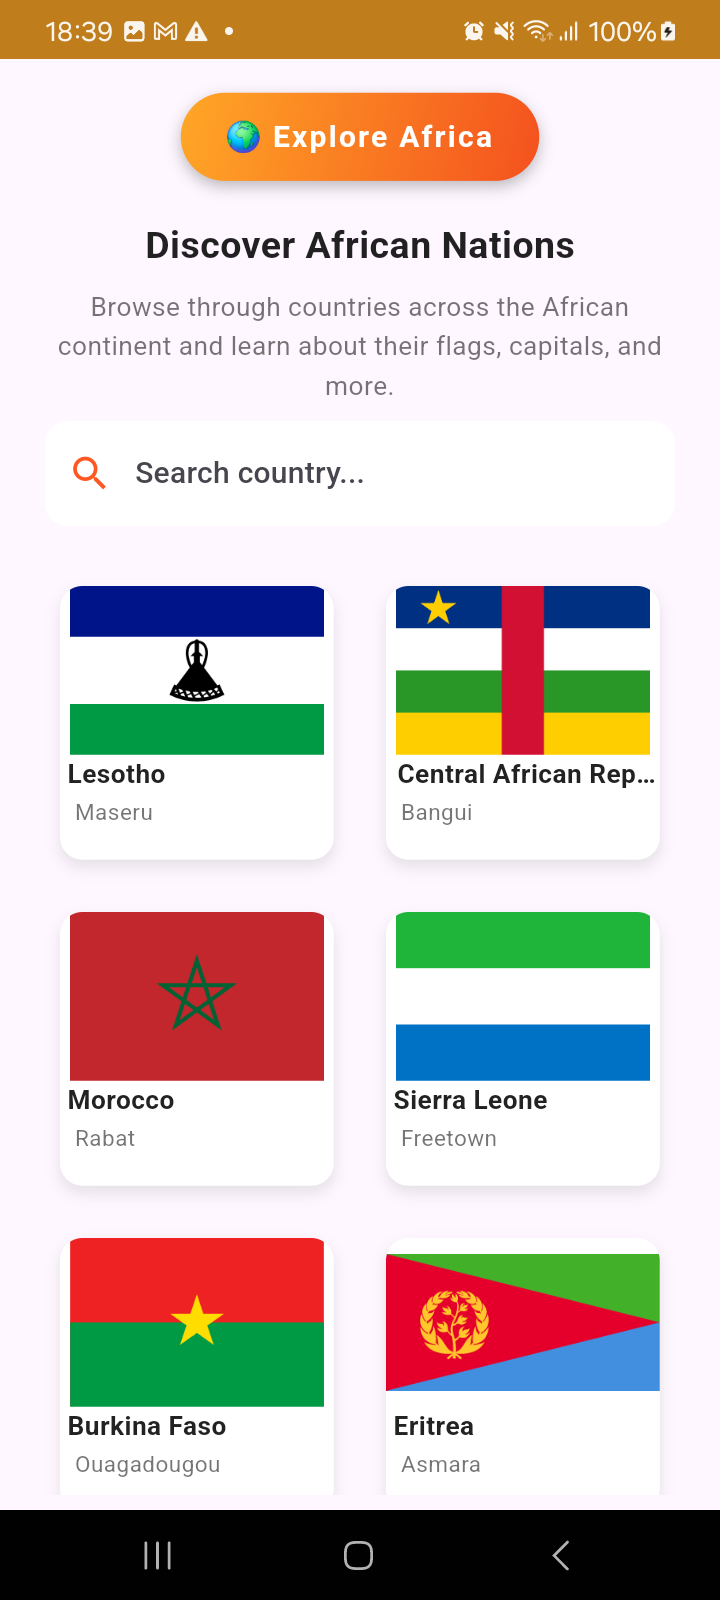 18:39 100%
Explore Africa
Discover African Nations
Browse through countries across the African
continent and learn about their flags, capitals, and
more.
Search country...
Lesotho
Maseru
Central African Rep...
Bangui
Morocco
Rabat
Sierra Leone
Freetown
Burkina Faso
Ouagadougou
Eritrea
Asmara